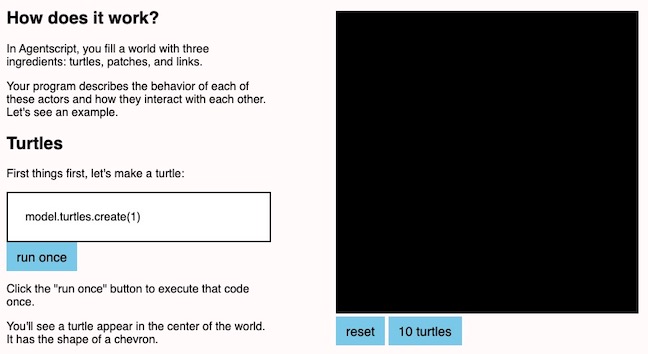 How does it work?
In Agentscript, you fill a world with three
ingredients: turtles, patches, and links.
Your program describes the behavior of each of
these actors and how they interact with each other.
Let's see an example.
Turtles
First things first, let's make a turtle:
model.turtles.create(1)
run once
Click the "run once" button to execute that code
once.
You'll see a turtle appear in the center of the world.
It has the shape of a chevron.
reset
10 turtles